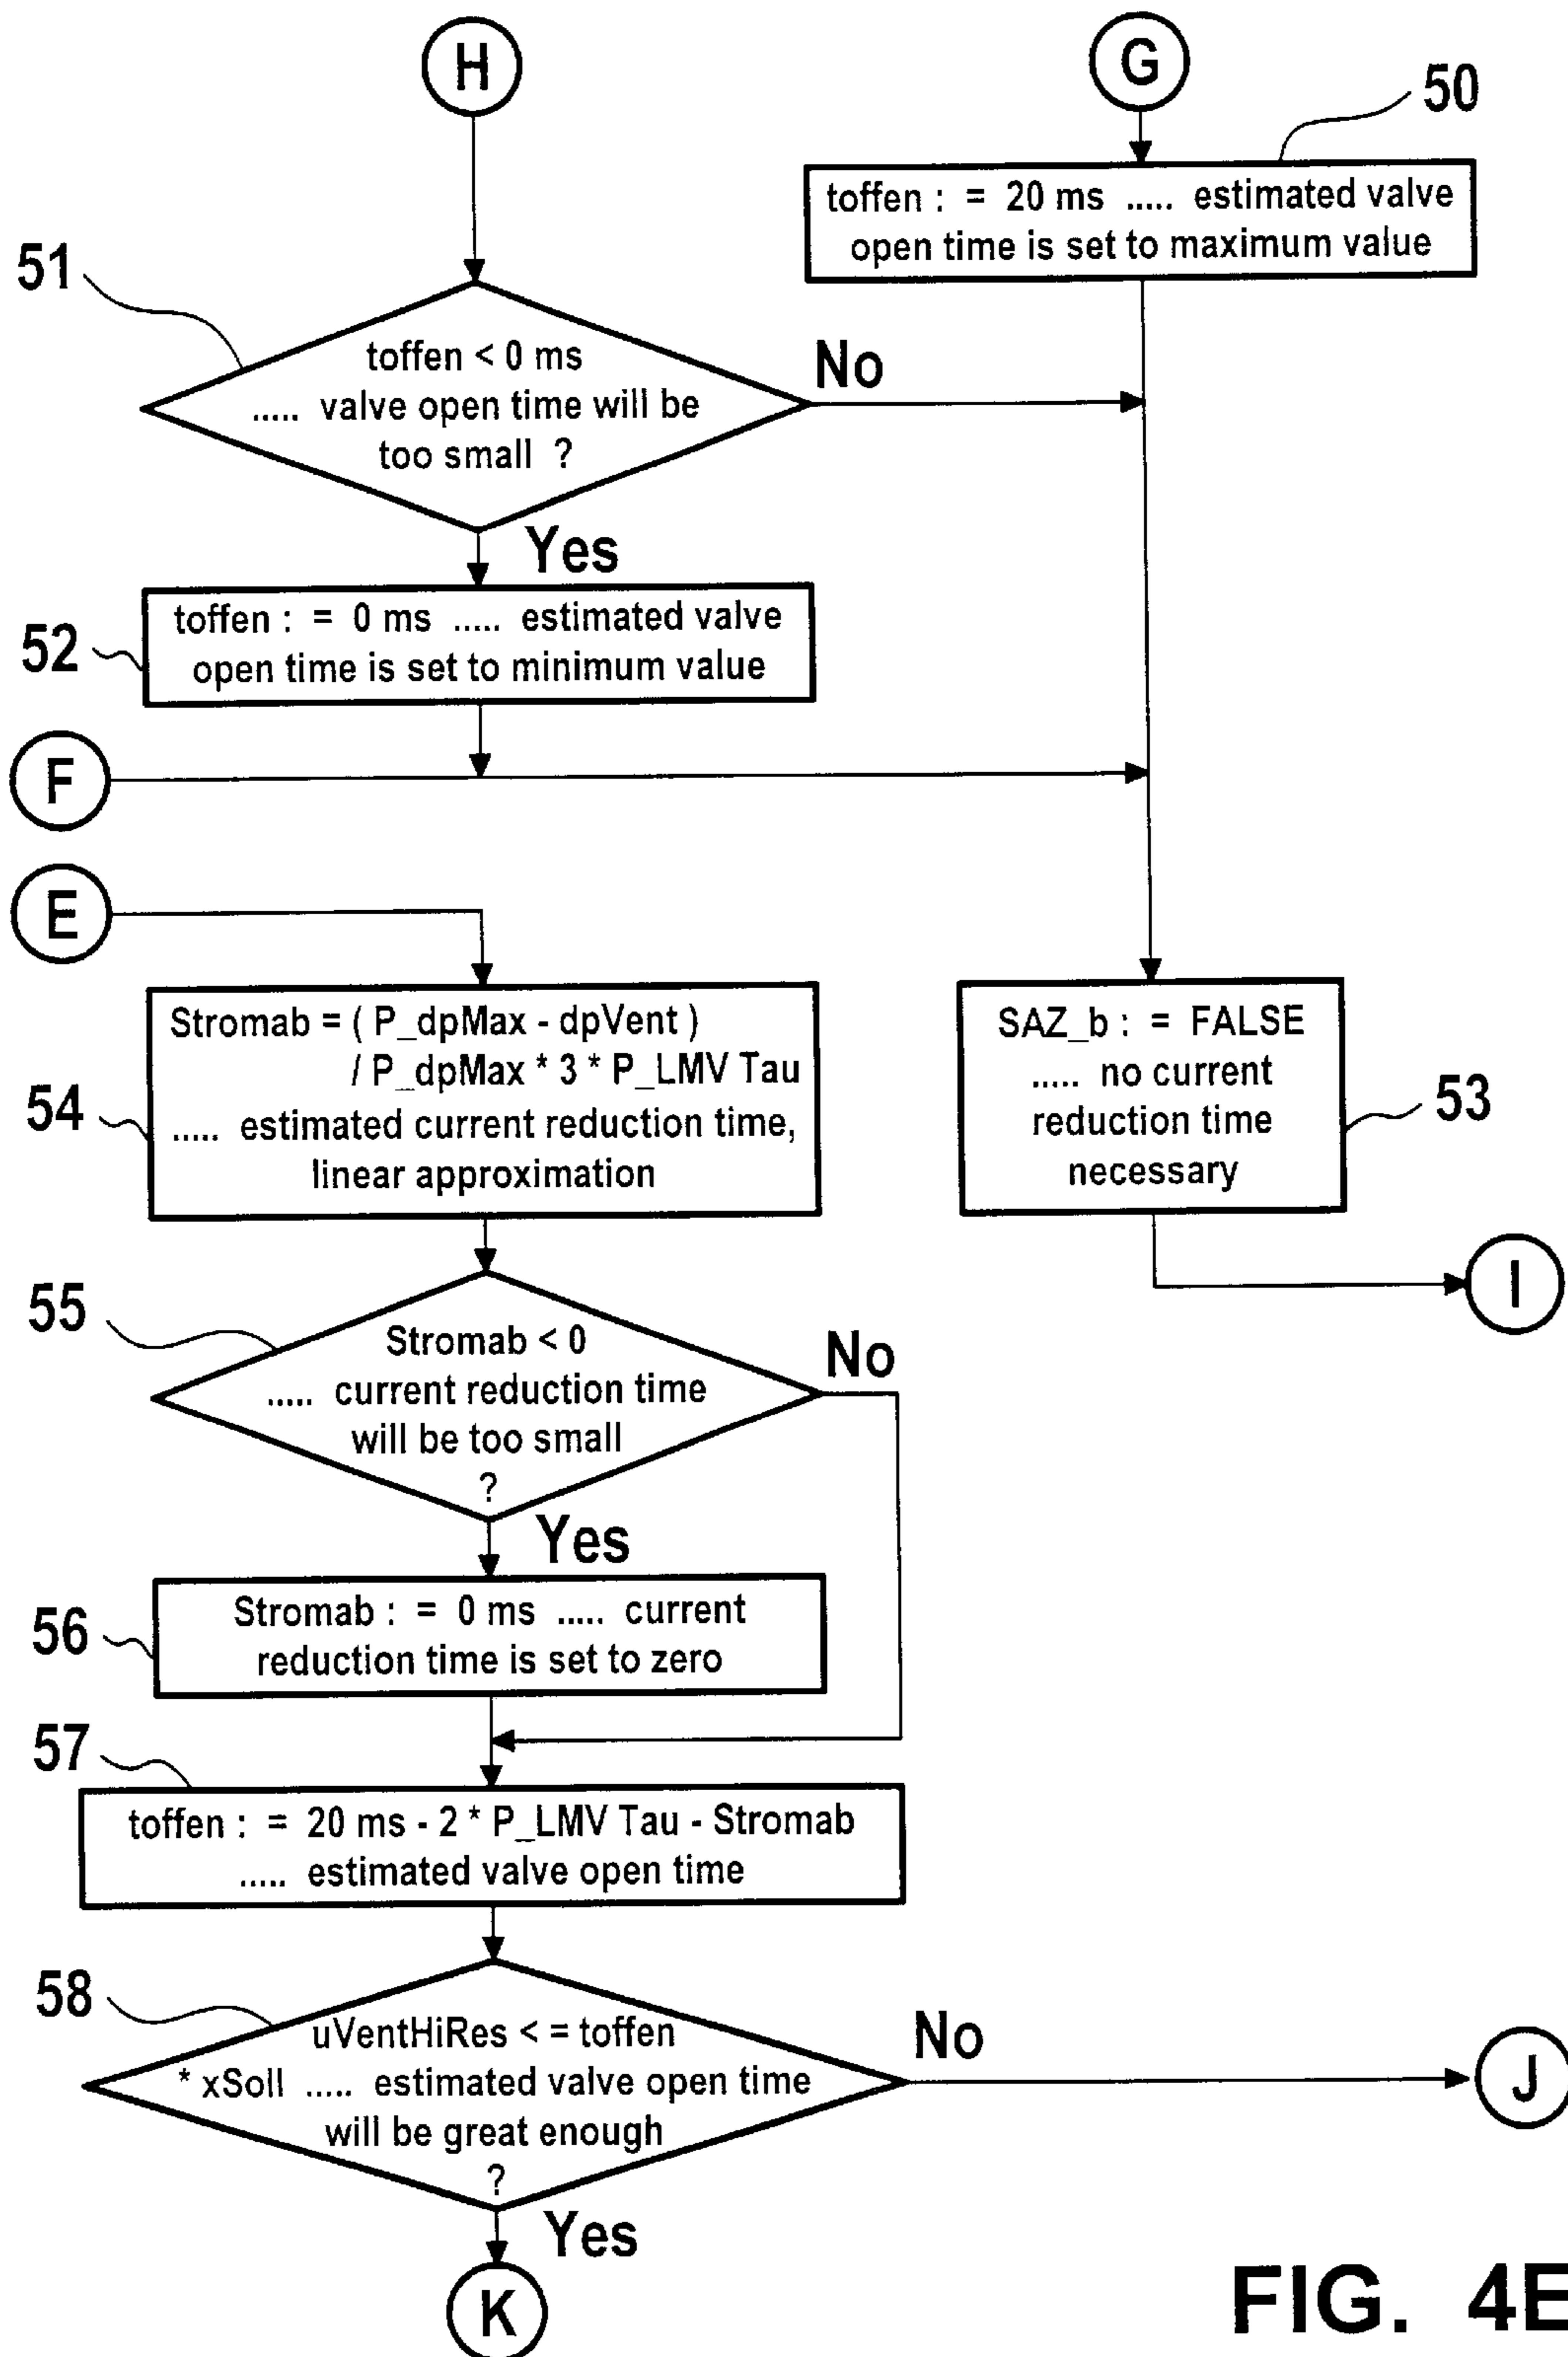 H
G
50
toffen : = 20 ms ..... estimated valve
open time is set to maximum value
51
toffen < 0 ms
..... valve open time will be
too small ?
No
Yes
52
toffen : = 0 ms ..... estimated valve
open time is set to minimum value
F
E
54
Stromab = ( P_dpMax - dpVent )
/ P_dpMax * 3 * P_LMV Tau
..... estimated current reduction time,
linear approximation
SAZ_b : = FALSE
..... no current
reduction time
necessary
53
I
55
Stromab < 0
..... current reduction time
will be too small
?
No
Yes
56
Stromab : = 0 ms ..... current
reduction time is set to zero
57
toffen : = 20 ms - 2 * P_LMV Tau - Stromab
..... estimated valve open time
58
uVentHiRes < = toffen
* xSoll ..... estimated valve open time
will be great enough
?
No
J
Yes
K
FIG. 4E